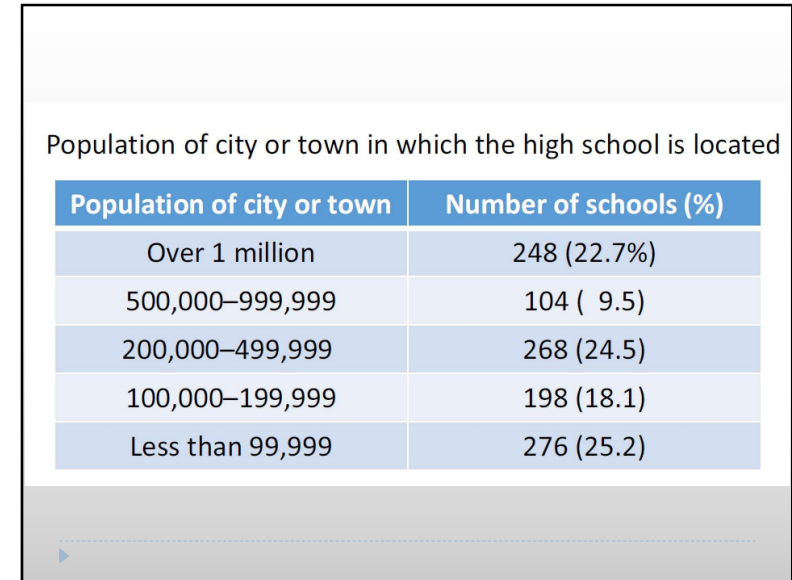 Population of city or town in which the high school is located
Population of city or town Number of schools (%)
Over 1 million 248 (22.7%)
500,000–999,999 104 ( 9.5)
200,000–499,999 268 (24.5)
100,000–199,999 198 (18.1)
Less than 99,999 276 (25.2)